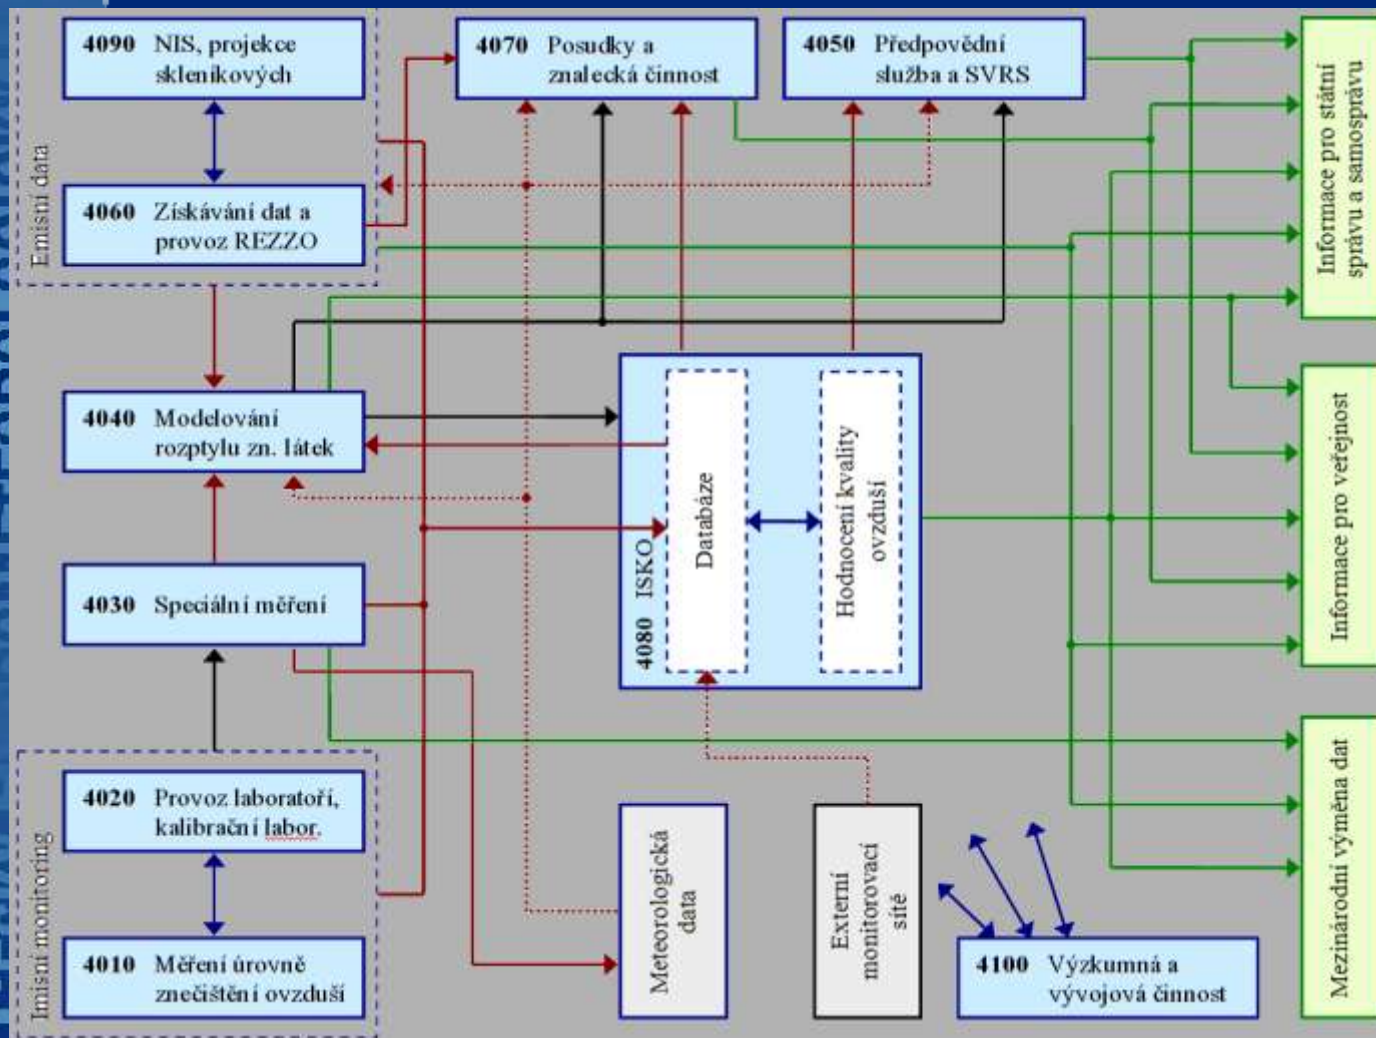 4090 NIS, projekce
skleníkových
4060 Získávání dat a
provoz REZZO
Emisní data
4070 Posudky a
znalecká činnost
4050 Předpovědní
služba a SVRS
Informace pro státní
správu a samosprávu
4040 Modelování
rozptylu zn. látek
4030 Speciální měření
4080 ISKO
Databáze
Hodnocení kvality
ovzduší
Informace pro veřejnost
Imisní monitoring
4020 Provoz laboratoří,
kalibrační labor.
4010 Měření úrovně
znečištění ovzduší
Meteorologická
data
Externí
monitorovací
sítě
4100 Výzkumná a
vývojová činnost
Mezinárodní výměna dat